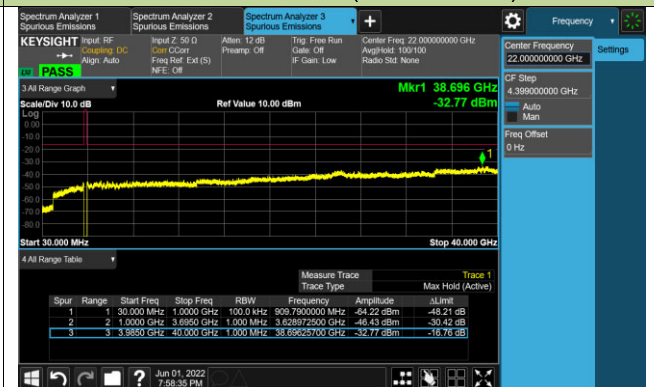 Spectrum Analyzer 1
Spurious Emissions
Spectrum Analyzer 2
Spurious Emissions
Spectrum Analyzer 3
Spurious Emissions
+
Frequency
KEYSIGHT
Input: RF
Coupling: DC
Align: Auto
Input Z: 50 Ω
Corr CCorr
Freq Ref: Ext (S)
NFE: Off
Atten: 12 dB
Preamp: Off
Trig: Free Run
Gate: Off
IF Gain: Low
Center Freq: 22.000000000 GHz
Avg|Hold: 100/100
Radio Std: None
PASS
3 All Range Graph
Mkr1 38.696 GHz
-32.77 dBm
Scale/Div 10.0 dB
Ref Value 10.00 dBm
Log
0.00
-10.0
-20.0
-30.0
-40.0
-50.0
-60.0
-70.0
-80.0
1
Start 30.000 MHz
Stop 40.000 GHz
4 All Range Table
Measure Trace Trace 1
Trace Type Max Hold (Active)
Spur Range Start Freq Stop Freq RBW Frequency Amplitude ΔLimit
1 1 30.000 MHz 1.0000 GHz 100.0 kHz 909.7900000 MHz -64.22 dBm -48.21 dB
2 2 1.0000 GHz 3.6950 GHz 1.000 MHz 3.628972500 GHz -46.43 dBm -30.42 dB
3 3 3.9850 GHz 40.000 GHz 1.000 MHz 38.69625700 GHz -32.77 dBm -16.76 dB
Center Frequency
22.000000000 GHz
Settings
CF Step
4.399000000 GHz
Auto
Man
Freq Offset
0 Hz
?
Jun 01, 2022
7:58:35 PM